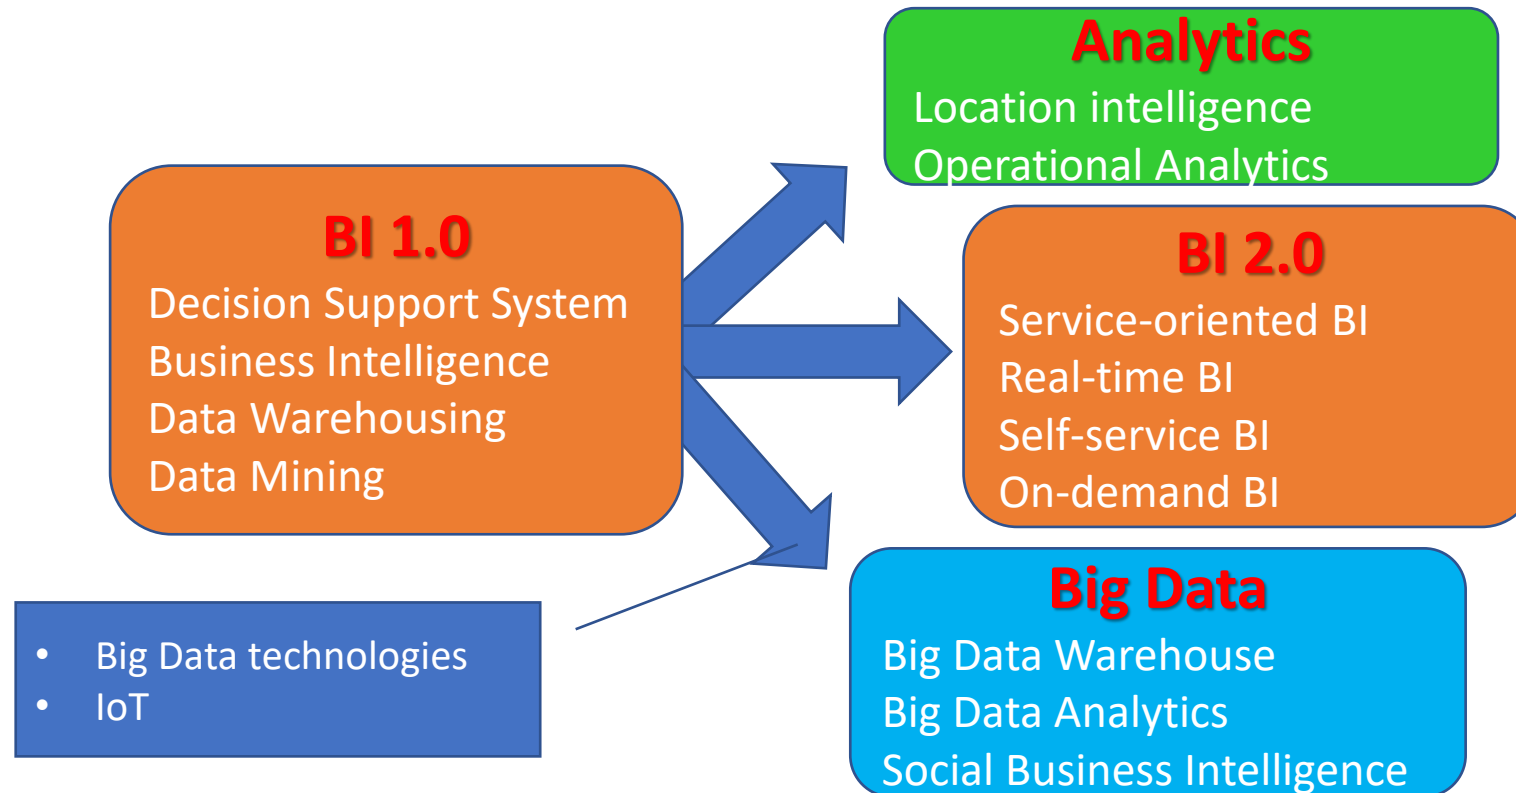 Analytics
Location intelligence
Operational Analytics
BI 1.0
Decision Support System
Business Intelligence
Data Warehousing
Data Mining
BI 2.0
Service-oriented BI
Real-time BI
Self-service BI
On-demand BI
• Big Data technologies
• IoT
Big Data
Big Data Warehouse
Big Data Analytics
Social Business Intelligence